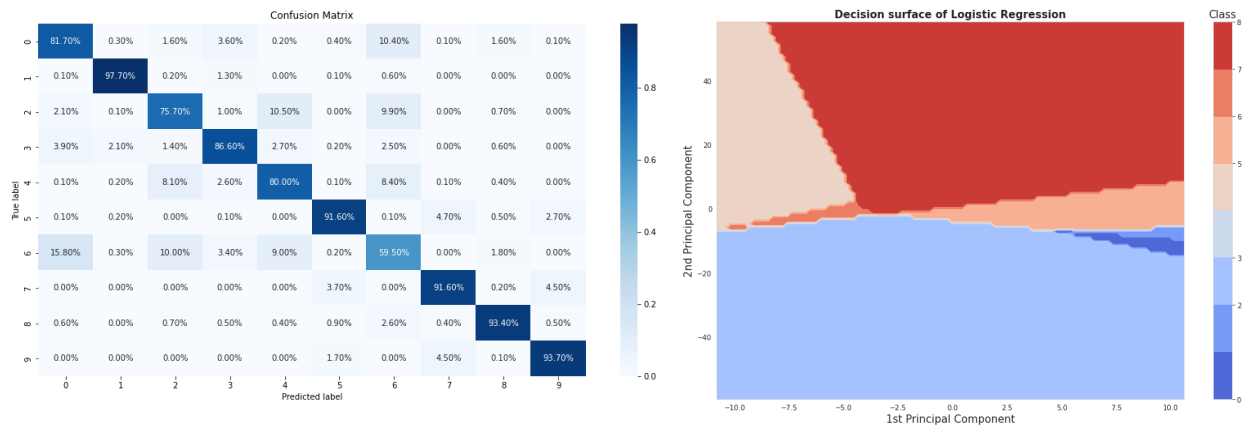 Confusion Matrix
0 81.70% 0.30% 1.60% 3.60% 0.20% 0.40% 10.40% 0.10% 1.60% 0.10%
1 0.10% 97.70% 0.20% 1.30% 0.00% 0.10% 0.60% 0.00% 0.00% 0.00%
2 2.10% 0.10% 75.70% 1.00% 10.50% 0.00% 9.90% 0.00% 0.70% 0.00%
3 3.90% 2.10% 1.40% 86.60% 2.70% 0.20% 2.50% 0.00% 0.60% 0.00%
4 0.10% 0.20% 8.10% 2.60% 80.00% 0.10% 8.40% 0.10% 0.40% 0.00%
5 0.10% 0.20% 0.00% 0.10% 0.00% 91.60% 0.10% 4.70% 0.50% 2.70%
6 15.80% 0.30% 10.00% 3.40% 9.00% 0.20% 59.50% 0.00% 1.80% 0.00%
7 0.00% 0.00% 0.00% 0.00% 0.00% 3.70% 0.00% 91.60% 0.20% 4.50%
8 0.60% 0.00% 0.70% 0.50% 0.40% 0.90% 2.60% 0.40% 93.40% 0.50%
9 0.00% 0.00% 0.00% 0.00% 0.00% 1.70% 0.00% 4.50% 0.10% 93.70%
0 1 2 3 4 5 6 7 8 9
True label
Predicted label
0.8
0.6
0.4
0.2
0.0
Decision surface of Logistic Regression
Class
2nd Principal Component
40
20
0
−20
−40
−10.0 −7.5 −5.0 −2.5 0.0 2.5 5.0 7.5 10.0
1st Principal Component
8
7
6
5
3
2
1
0